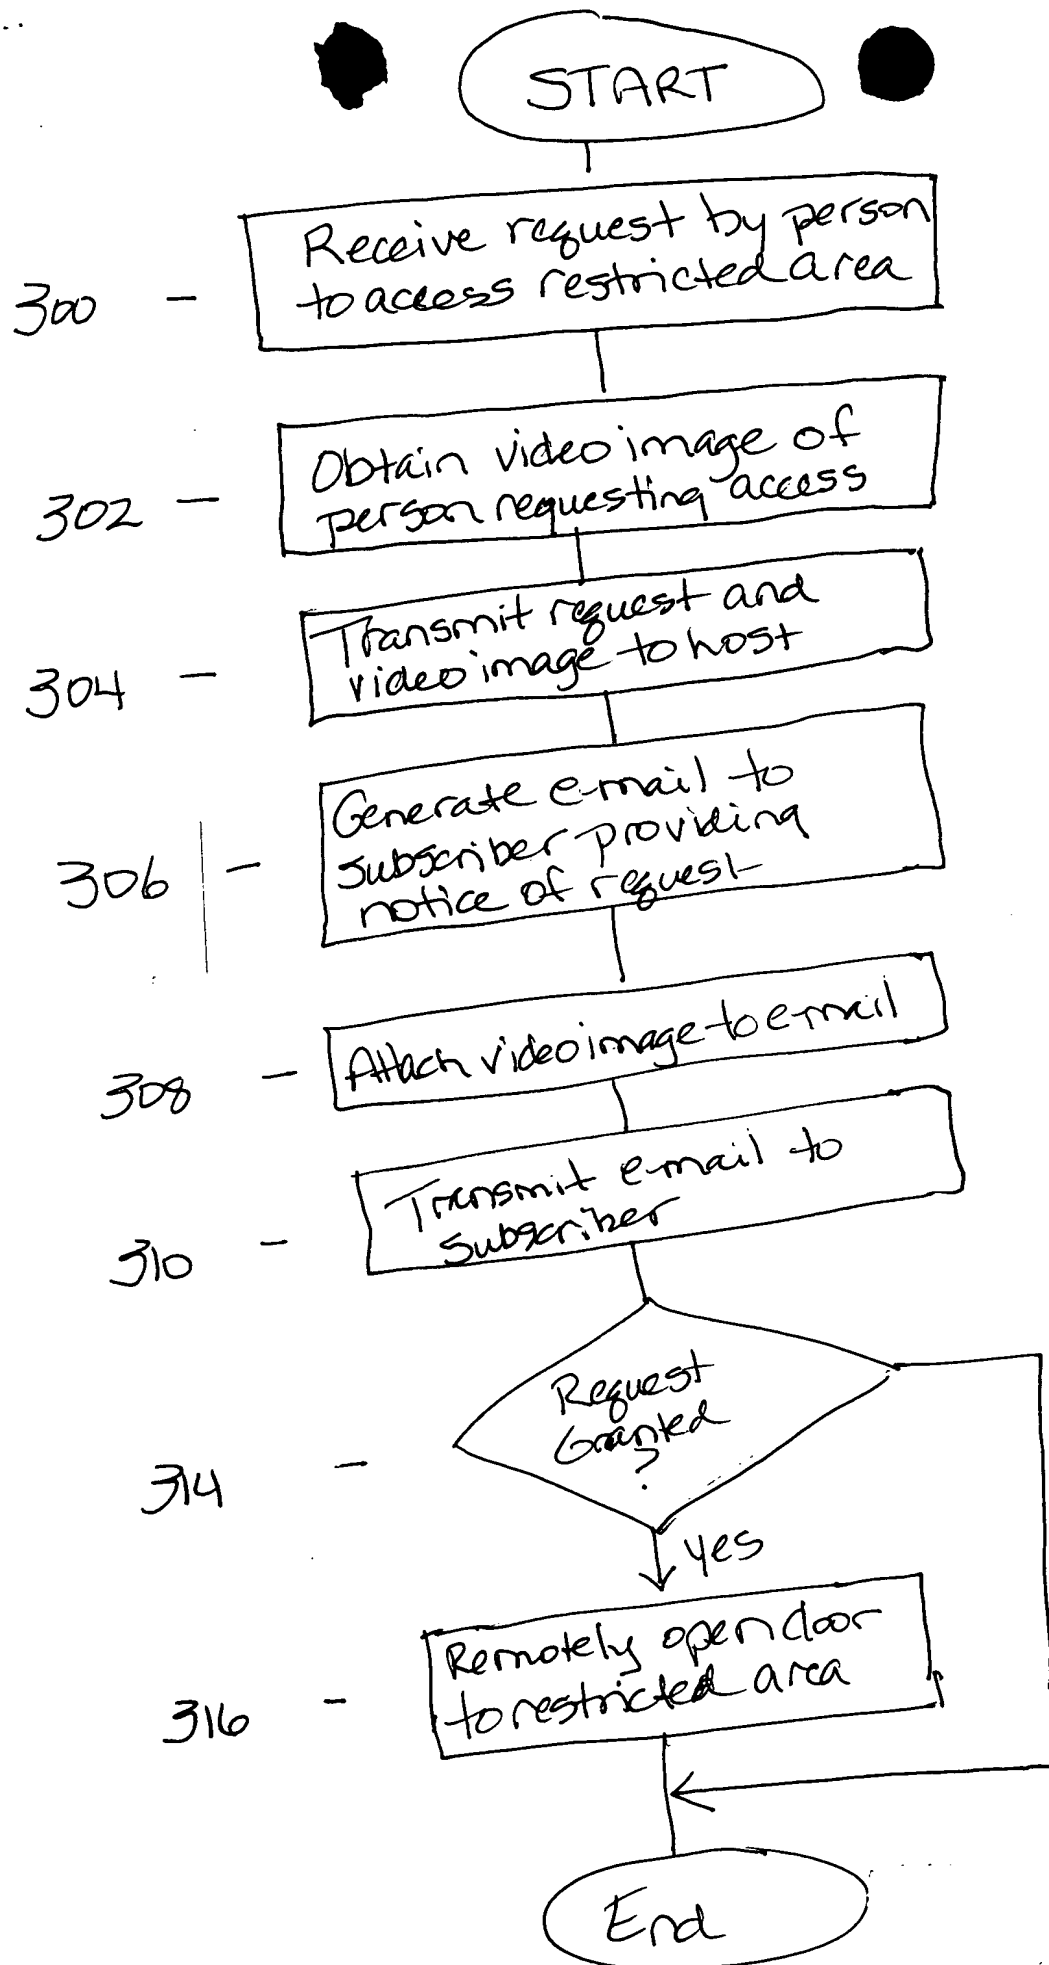 START
Receive request by person
to access restricted area
300 -
Obtain video image of
person requesting access
302 -
Transmit request and
video image to host
304 -
Generate e-mail to
subscriber providing
notice of request
306 -
Attach video image to e-mail
308 -
Transmit e-mail to
subscriber
310 -
Request
Granted
?
314 -
yes
Remotely open door
to restricted area
316 -
End